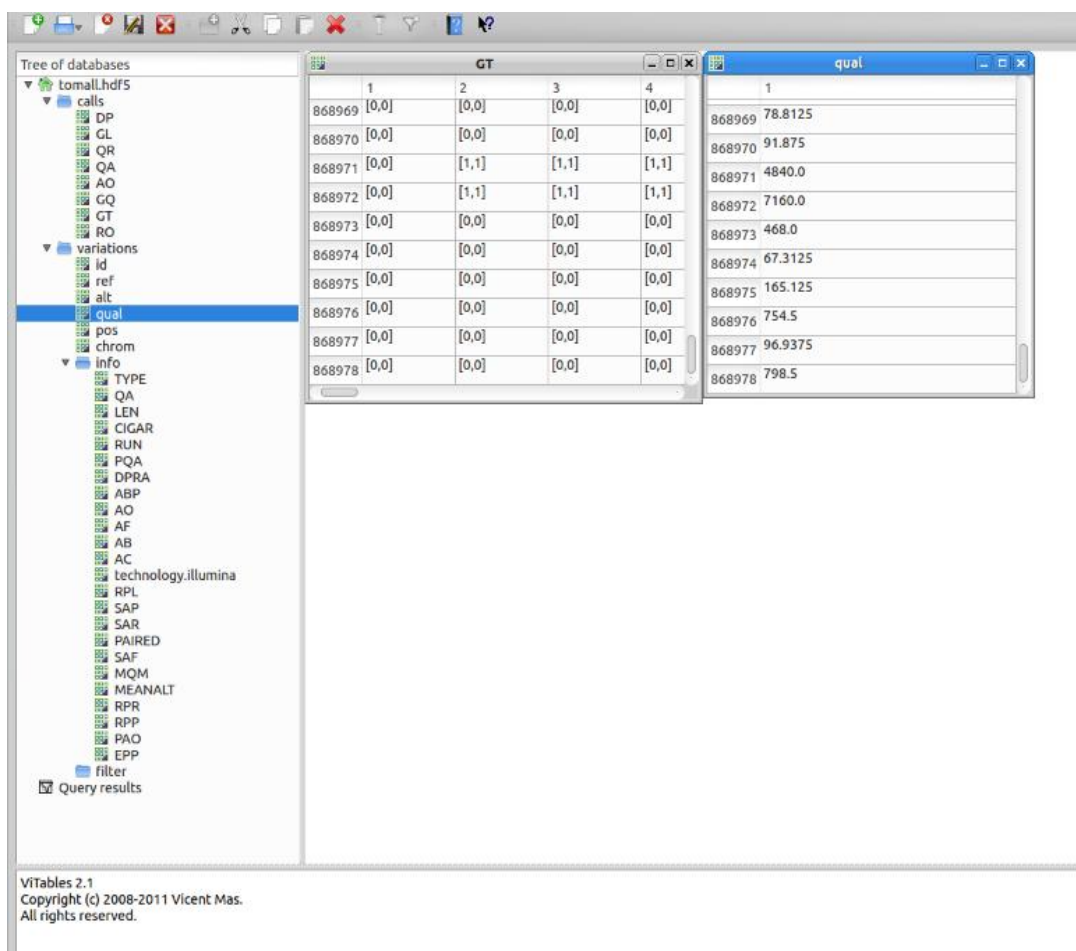 Tree of databases
tomall.hdf5
calls
DP
GL
QR
QA
AO
GQ
GT
RO
variations
id
ref
alt
qual
pos
chrom
info
TYPE
QA
LEN
CIGAR
RUN
PQA
DPRA
ABP
AO
AF
AB
AC
technology.illumina
RPL
SAP
SAR
PAIRED
SAF
MQM
MEANALT
RPR
RPP
PAO
EPP
filter
Query results
GT
1 2 3 4
868969 [0,0] [0,0] [0,0] [0,0]
868970 [0,0] [0,0] [0,0] [0,0]
868971 [0,0] [1,1] [1,1] [1,1]
868972 [0,0] [1,1] [1,1] [1,1]
868973 [0,0] [0,0] [0,0] [0,0]
868974 [0,0] [0,0] [0,0] [0,0]
868975 [0,0] [0,0] [0,0] [0,0]
868976 [0,0] [0,0] [0,0] [0,0]
868977 [0,0] [0,0] [0,0] [0,0]
868978 [0,0] [0,0] [0,0] [0,0]
qual
1
868969 78.8125
868970 91.875
868971 4840.0
868972 7160.0
868973 468.0
868974 67.3125
868975 165.125
868976 754.5
868977 96.9375
868978 798.5
ViTables 2.1
Copyright (c) 2008-2011 Vicent Mas.
All rights reserved.